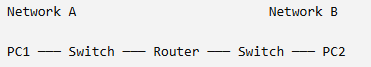 Network A Network B
PC1 ─── Switch ─── Router ─── Switch ─── PC2